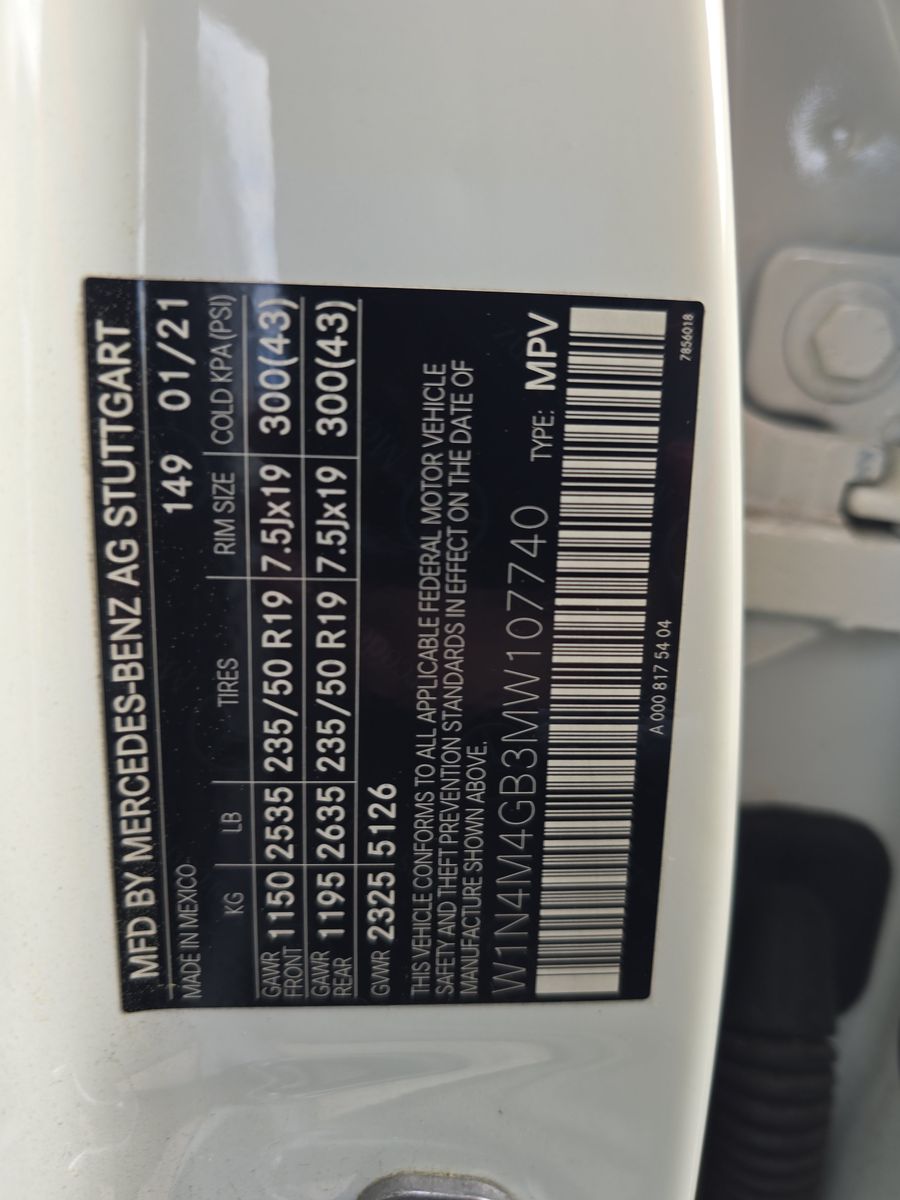 MFD BY MERCEDES-BENZ AG STUTTGART
MADE IN MEXICO 149 01/21
KG LB TIRES RIM SIZE COLD KPA (PSI)
GAWR FRONT 1150 2535 235/50 R19 7.5Jx19 300(43)
GAWR REAR 1195 2635 235/50 R19 7.5Jx19 300(43)
GVWR 2325 5126
THIS VEHICLE CONFORMS TO ALL APPLICABLE FEDERAL MOTOR VEHICLE
SAFETY AND THEFT PREVENTION STANDARDS IN EFFECT ON THE DATE OF
MANUFACTURE SHOWN ABOVE.
W1N4M4GB3MW107740 TYPE: MPV
A 000 817 54 04
7856018